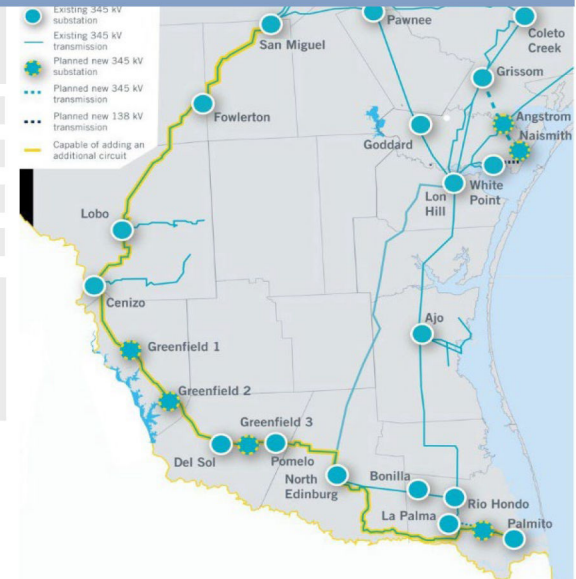 Existing 345 kV
substation
Existing 345 kV
transmission
Planned new 345 kV
substation
Planned new 345 kV
transmission
Planned new 138 kV
transmission
Capable of adding an
additional circuit
San Miguel
Pawnee
Coleto
Creek
Grissom
Fowlerton
Goddard
Angstrom
Naismith
Lon
Hill
White
Point
Lobo
Cenizo
Ajo
Greenfield 1
Greenfield 2
Greenfield 3
Del Sol
Pomelo
North
Edinburg
Bonilla
Rio Hondo
La Palma
Palmito